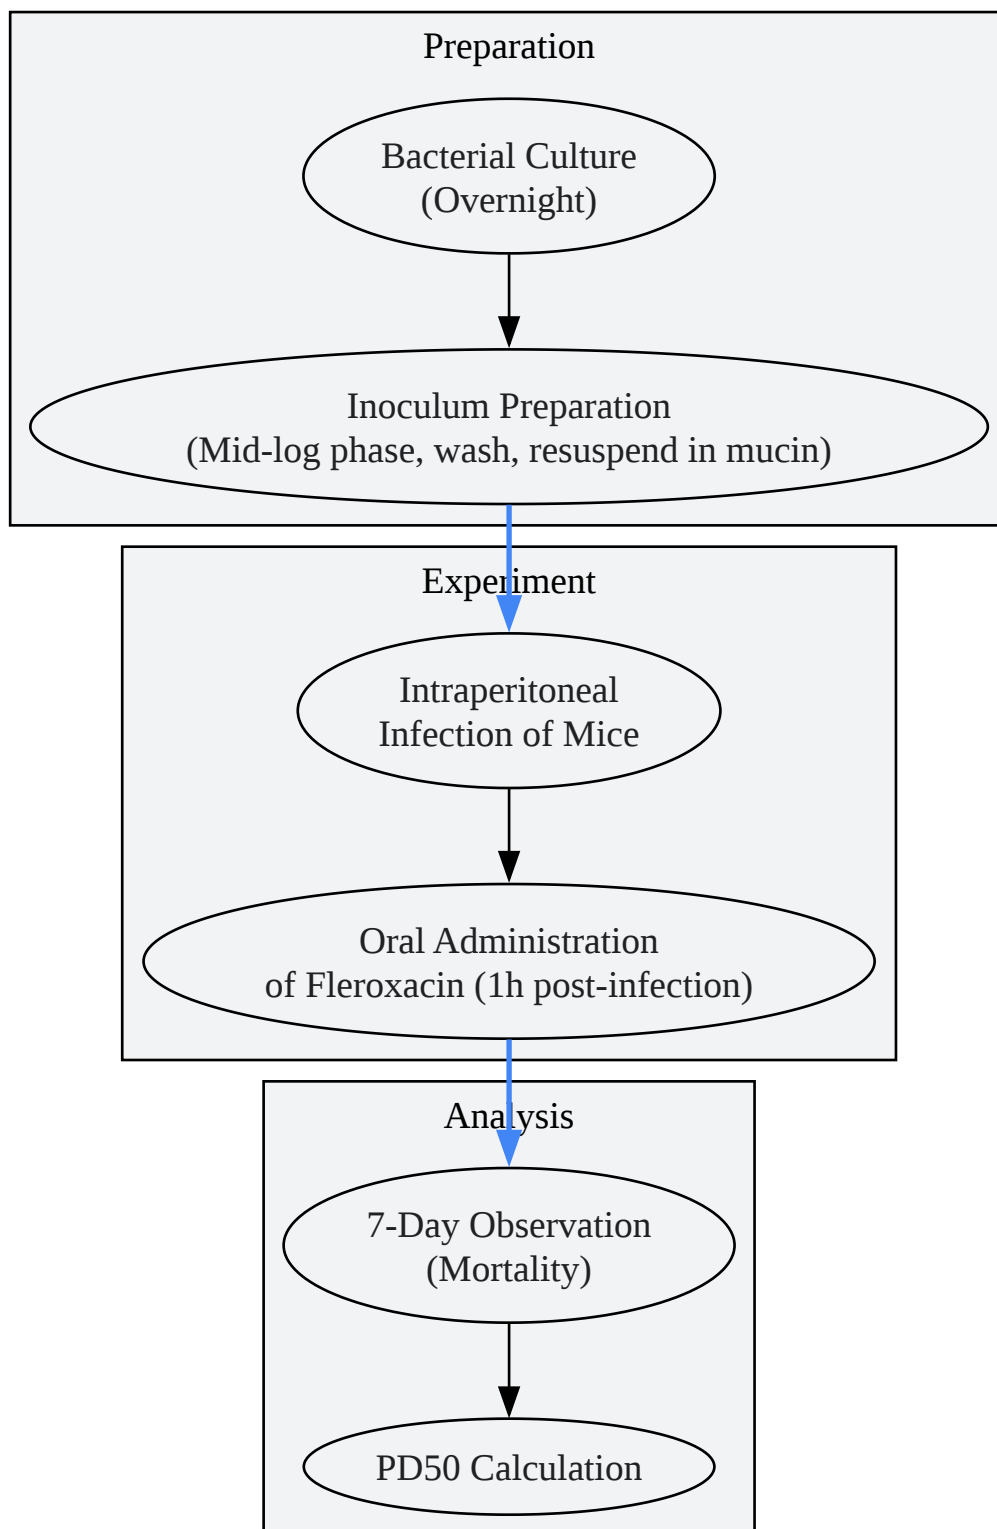 Preparation
Bacterial Culture
(Overnight)
Inoculum Preparation
(Mid-log phase, wash, resuspend in mucin)
Experiment
Intraperitoneal
Infection of Mice
Oral Administration
of Fleroxacin (1h post-infection)
Analysis
7-Day Observation
(Mortality)
PD50 Calculation